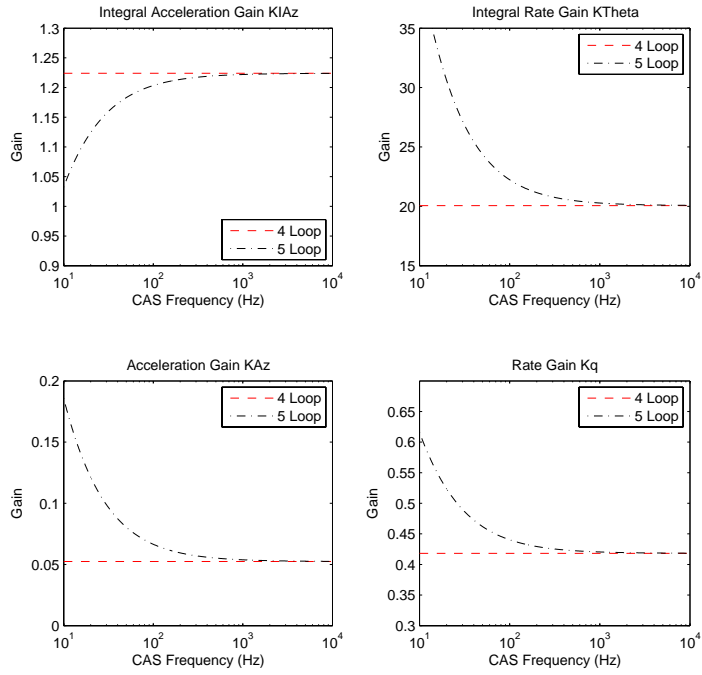 Integral Acceleration Gain KIAz
1.3
1.25
1.2
1.15
1.1
1.05
1
0.95
0.9
Gain
4 Loop
5 Loop
10^1
10^2
10^3
10^4
CAS Frequency (Hz)
Integral Rate Gain KTheta
35
30
25
20
15
Gain
4 Loop
5 Loop
10^1
10^2
10^3
10^4
CAS Frequency (Hz)
Acceleration Gain KAz
0.2
0.15
0.1
0.05
0
Gain
4 Loop
5 Loop
10^1
10^2
10^3
10^4
CAS Frequency (Hz)
Rate Gain Kq
0.65
0.6
0.55
0.5
0.45
0.4
0.35
0.3
Gain
4 Loop
5 Loop
10^1
10^2
10^3
10^4
CAS Frequency (Hz)